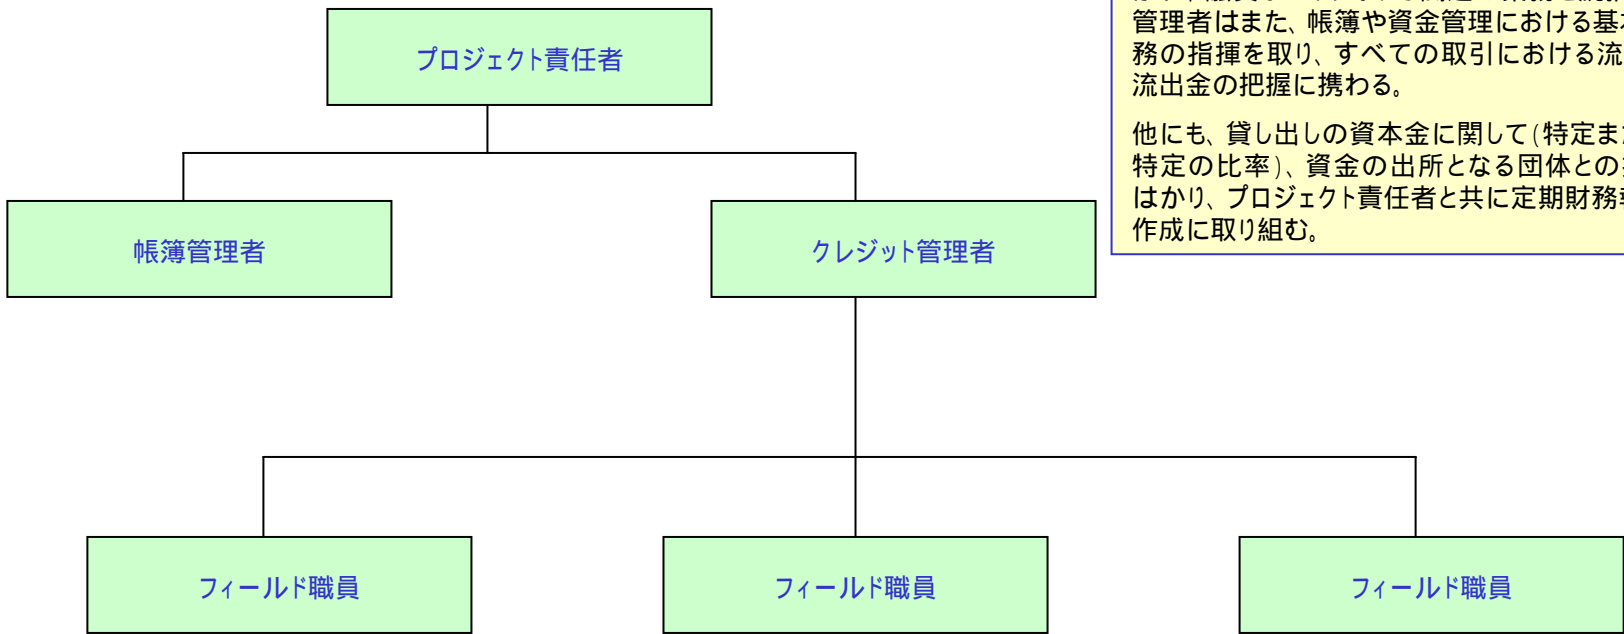 プロジェクト責任者
管理者はまた、帳簿や資金管理における基
務の指揮を取り、すべての取引における流
流出金の把握に携わる。
他にも、貸し出しの資本金に関して(特定ま
特定の比率)、資金の出所となる団体との
はかり、プロジェクト責任者と共に定期財務
作成に取り組む。
帳簿管理者
クレジット管理者
フィールド職員
フィールド職員
フィールド職員